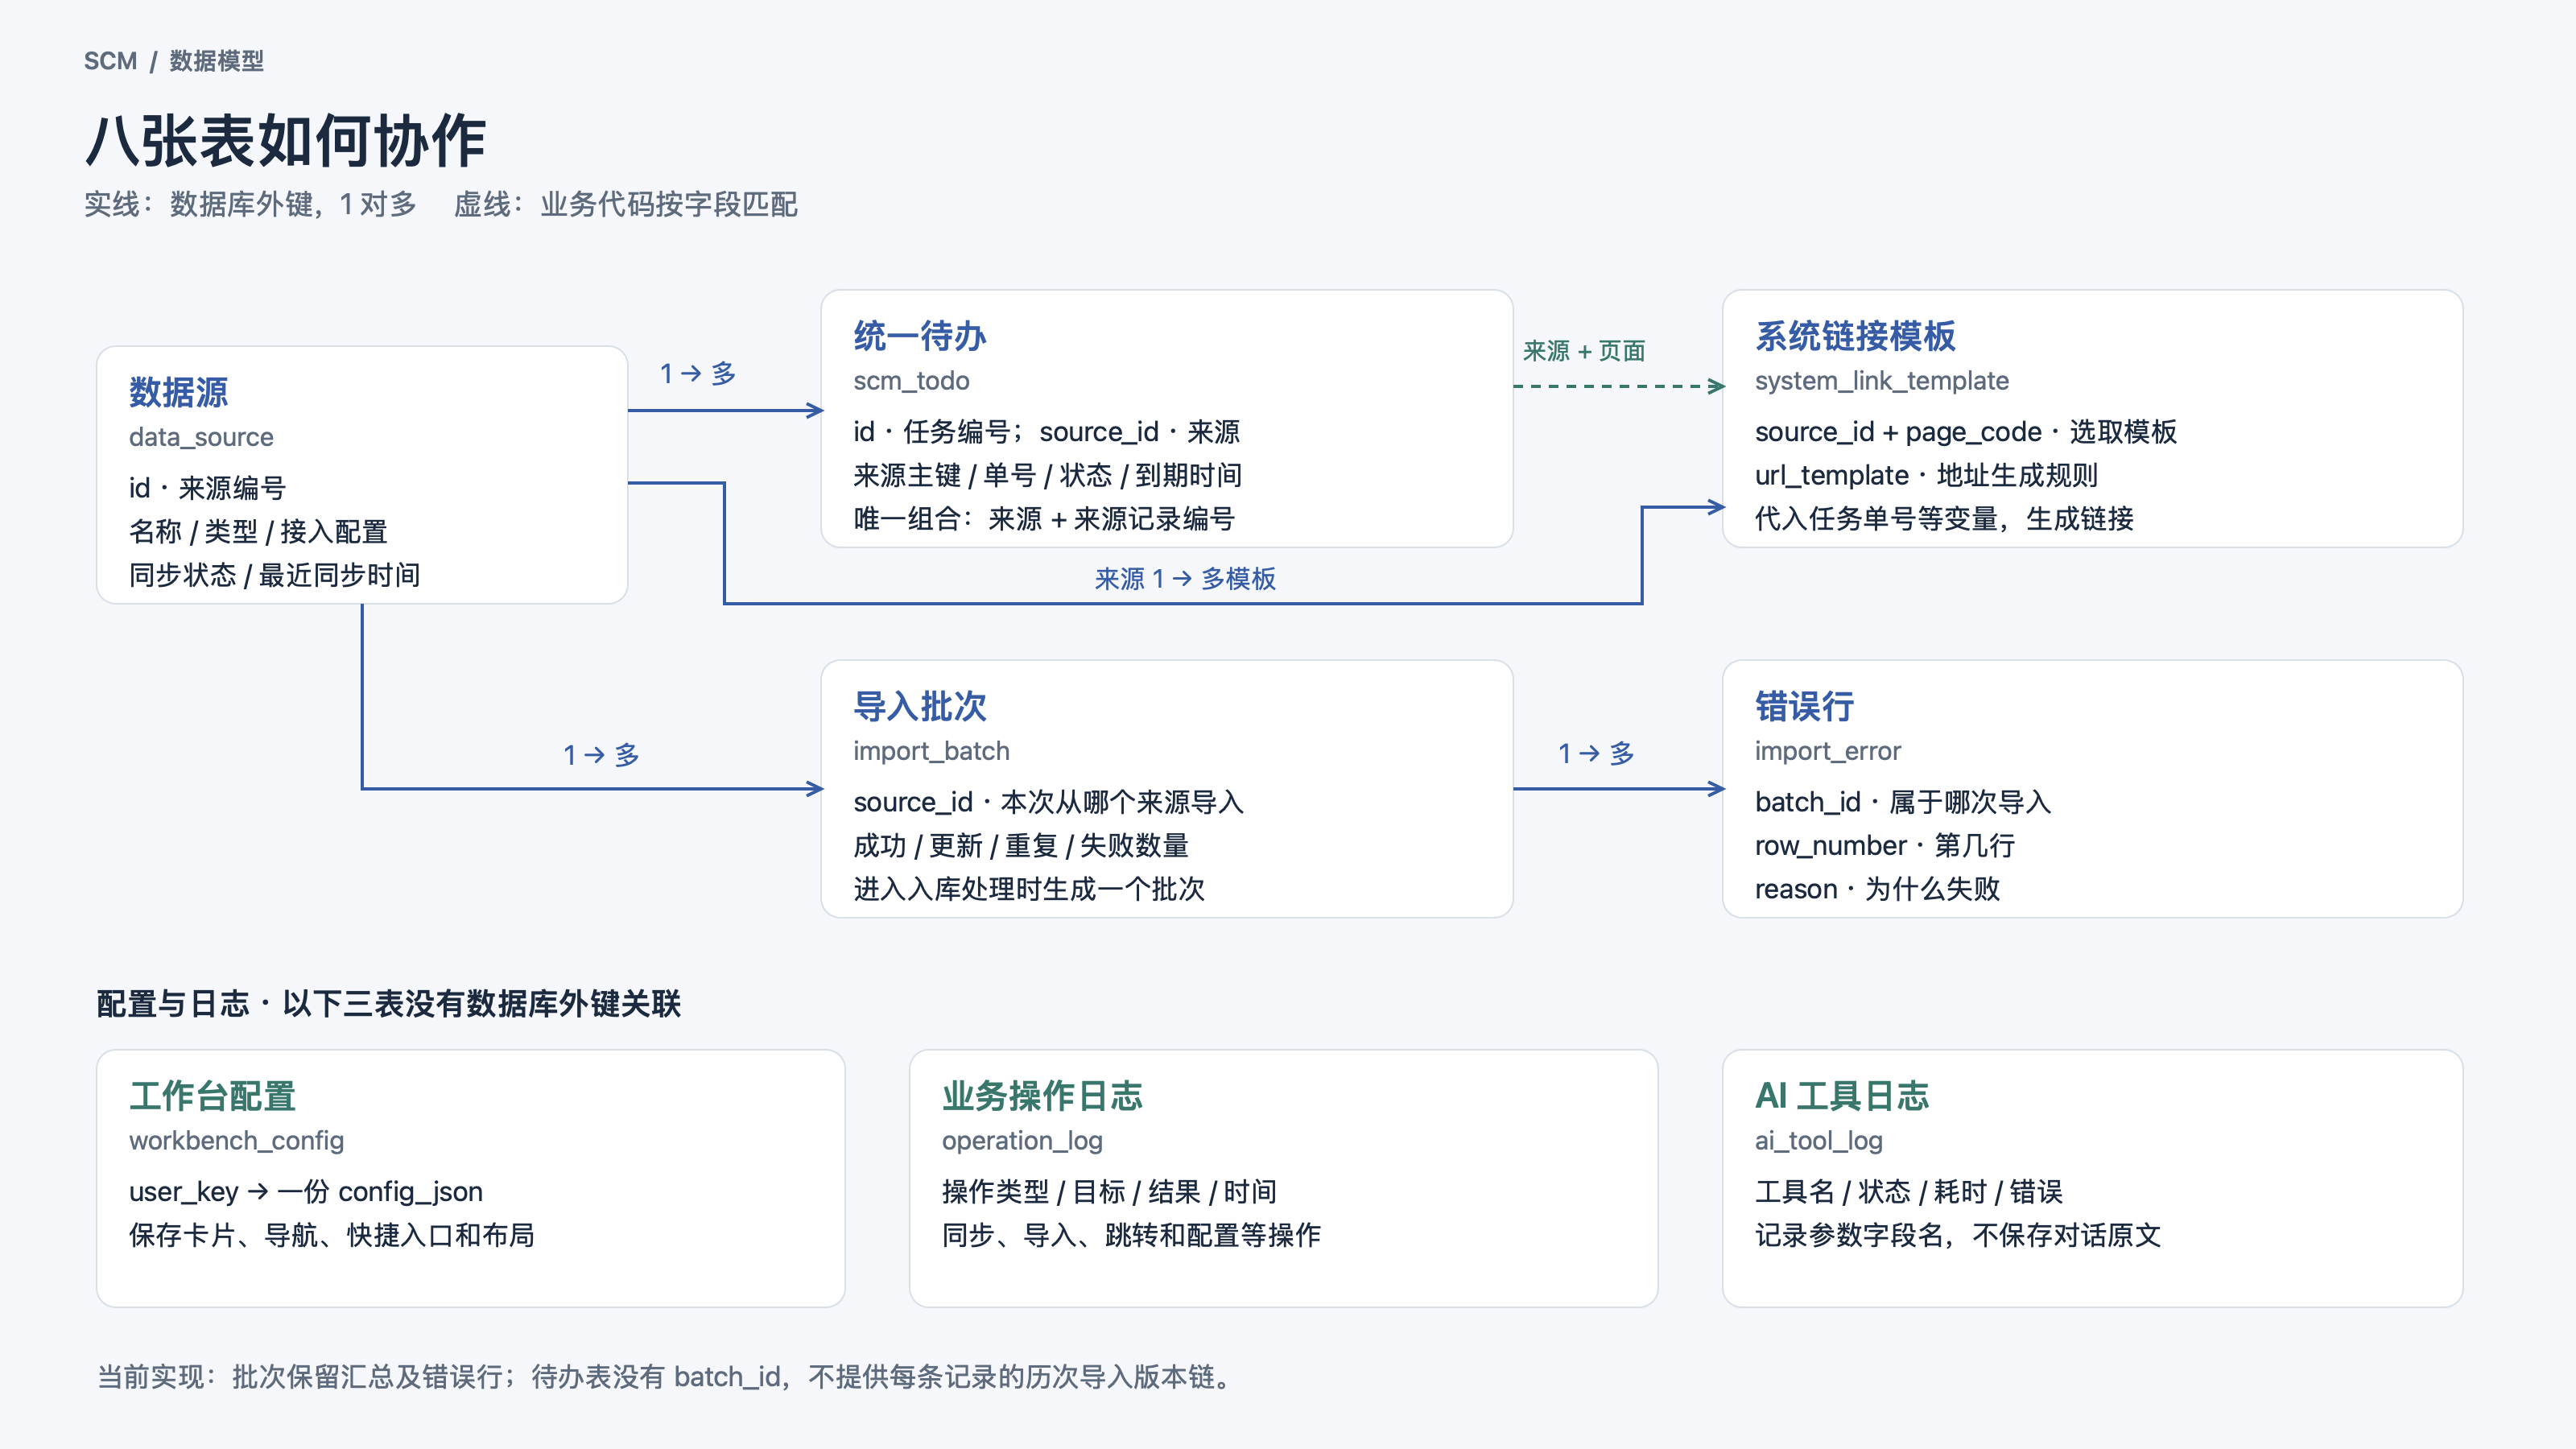 SCM / 数据模型
八张表如何协作
实线：数据库外键，1 对多 虚线：业务代码按字段匹配
数据源
data_source
id · 来源编号
名称 / 类型 / 接入配置
同步状态 / 最近同步时间
1 → 多
统一待办
scm_todo
id · 任务编号；source_id · 来源
来源主键 / 单号 / 状态 / 到期时间
唯一组合：来源 + 来源记录编号
来源 + 页面
系统链接模板
system_link_template
source_id + page_code · 选取模板
url_template · 地址生成规则
代入任务单号等变量，生成链接
来源 1 → 多模板
1 → 多
导入批次
import_batch
source_id · 本次从哪个来源导入
成功 / 更新 / 重复 / 失败数量
进入入库处理时生成一个批次
1 → 多
错误行
import_error
batch_id · 属于哪次导入
row_number · 第几行
reason · 为什么失败
配置与日志 · 以下三表没有数据库外键关联
工作台配置
workbench_config
user_key → 一份 config_json
保存卡片、导航、快捷入口和布局
业务操作日志
operation_log
操作类型 / 目标 / 结果 / 时间
同步、导入、跳转和配置等操作
AI 工具日志
ai_tool_log
工具名 / 状态 / 耗时 / 错误
记录参数字段名，不保存对话原文
当前实现：批次保留汇总及错误行；待办表没有 batch_id，不提供每条记录的历次导入版本链。